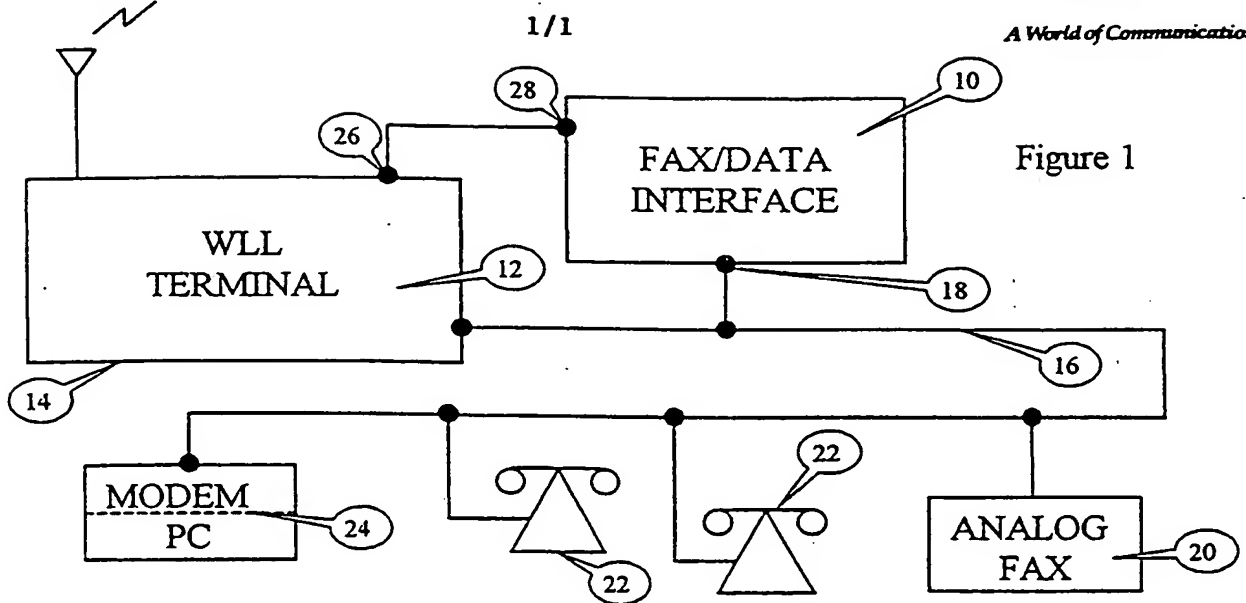 1/1
A World of Communicatio
28
10
26
FAX/DATA
INTERFACE
Figure 1
WLL
TERMINAL
12
18
16
14
22
MODEM
PC
24
22
ANALOG
FAX
20